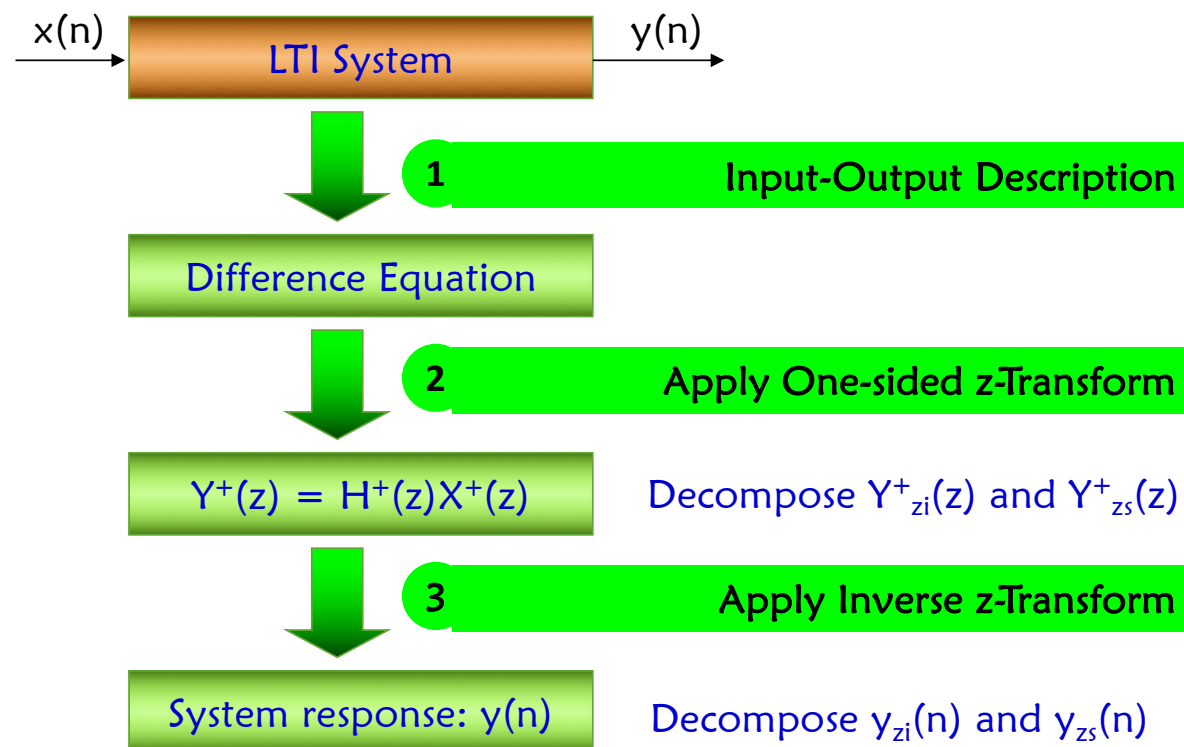 x(n)
LTI System
y(n)
1
Input-Output Description
Difference Equation
2
Apply One-sided z-Transform
Y⁺(z) = H⁺(z)X⁺(z)
Decompose Y⁺zi(z) and Y⁺zs(z)
3
Apply Inverse z-Transform
System response: y(n)
Decompose yzi(n) and yzs(n)